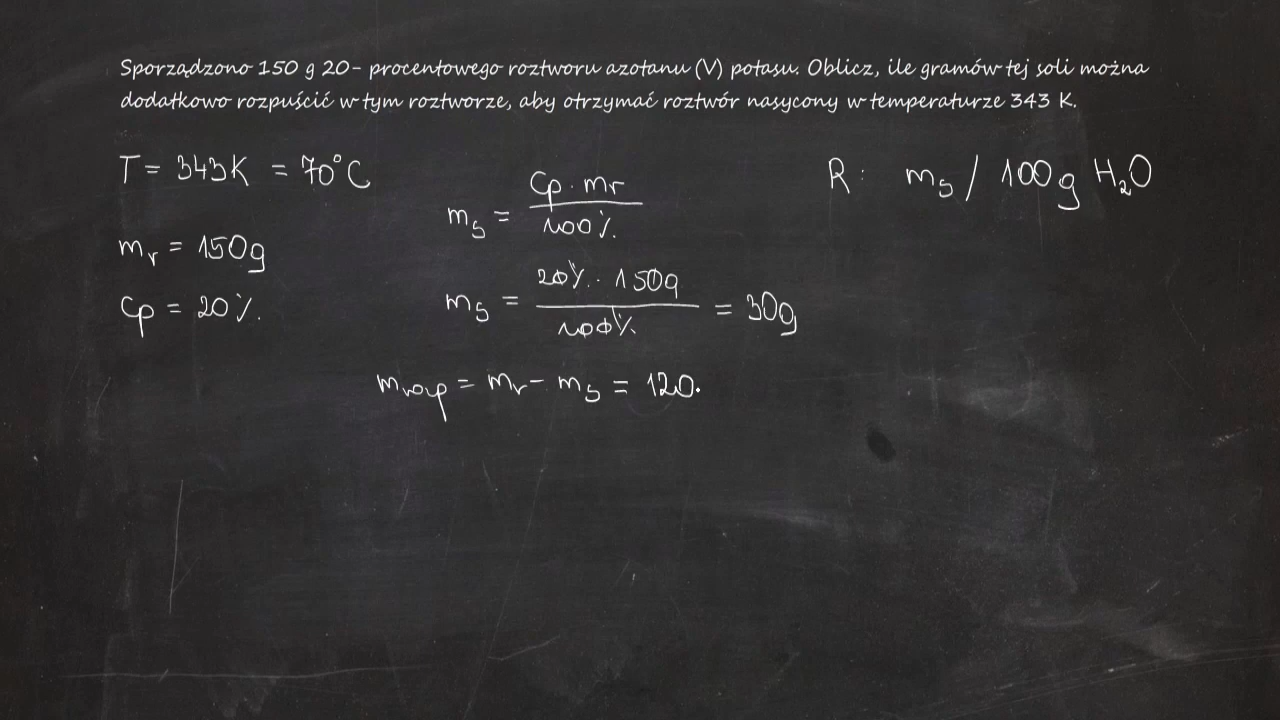 Sporządzono 150 g 20- procentowego roztworu azotanu (V) potasu. Oblicz, ile gramów tej soli można
dodatkowo rozpuścić w tym roztworze, aby otrzymać roztwór nasycony w temperaturze 343 K.
T = 343K = 70°C
mr = 150g
Cp = 20%.
ms = Cp · mr / 100%.
ms = 20% · 150g / 100% = 30g
mrozp = mr - ms = 120.
R: ms / 100g H₂O